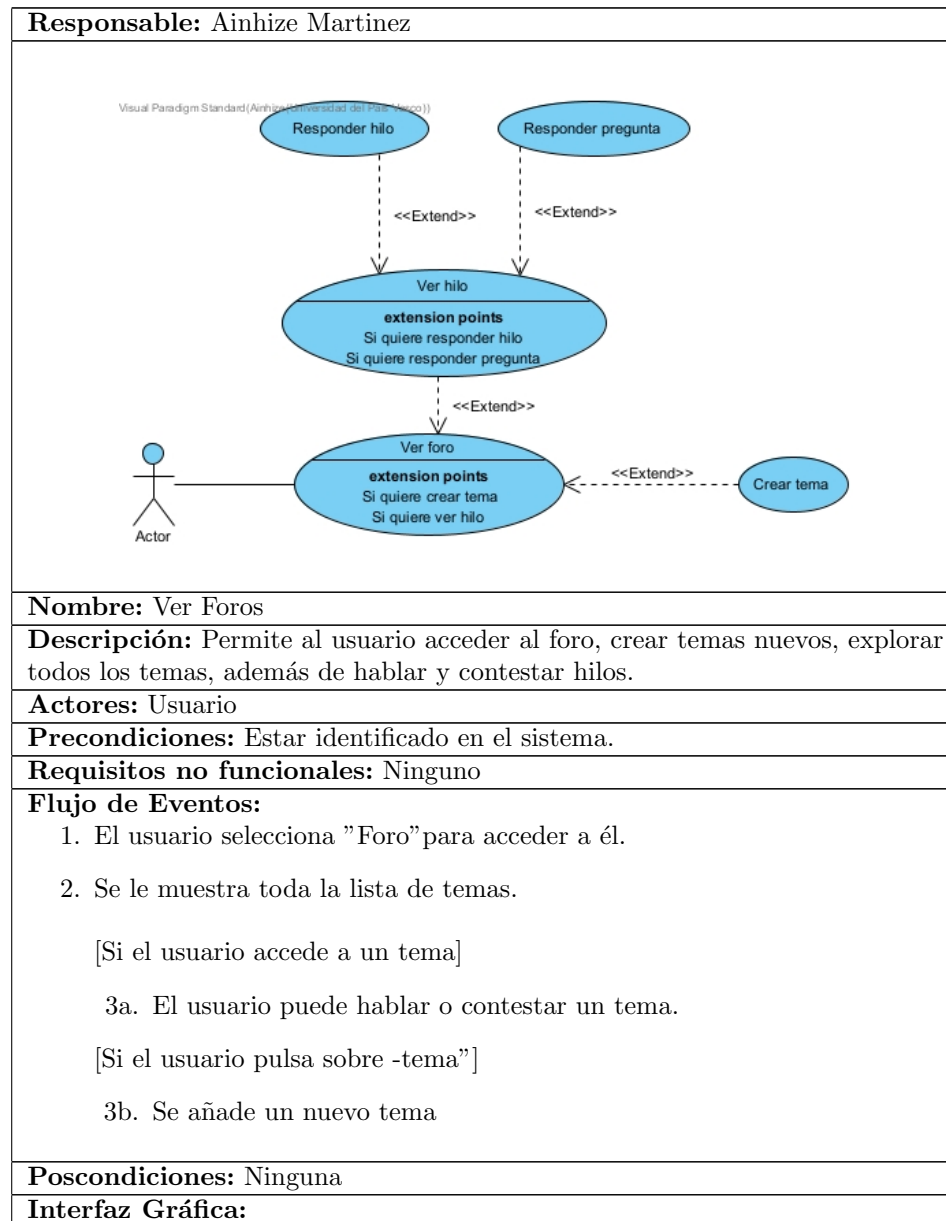 Responsable: Ainhize Martinez
Visual Paradigm Standard(Ainhize(Universidad del Pais Vasco))
Responder hilo
Responder pregunta
<<Extend>>
<<Extend>>
Ver hilo
extension points
Si quiere responder hilo
Si quiere responder pregunta
<<Extend>>
Ver foro
extension points
Si quiere crear tema
Si quiere ver hilo
<<Extend>>
Crear tema
Actor
Nombre: Ver Foros
Descripción: Permite al usuario acceder al foro, crear temas nuevos, explorar
todos los temas, además de hablar y contestar hilos.
Actores: Usuario
Precondiciones: Estar identificado en el sistema.
Requisitos no funcionales: Ninguno
Flujo de Eventos:
1. El usuario selecciona ”Foro”para acceder a él.
2. Se le muestra toda la lista de temas.
[Si el usuario accede a un tema]
3a. El usuario puede hablar o contestar un tema.
[Si el usuario pulsa sobre -tema”]
3b. Se añade un nuevo tema
Poscondiciones: Ninguna
Interfaz Gráfica: